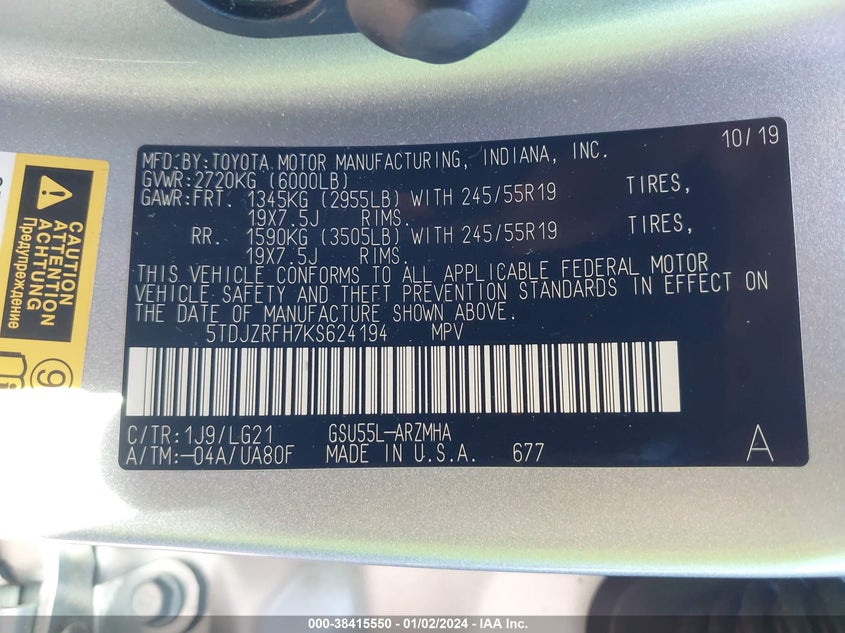 10/19
MFD.BY:TOYOTA MOTOR MANUFACTURING, INDIANA, INC.
GVWR:2720KG (6000LB)
GAWR:FRT. 1345KG (2955LB) WITH 245/55R19 TIRES,
19X7.5J RIMS.
RR. 1590KG (3505LB) WITH 245/55R19 TIRES,
19X7.5J RIMS.
THIS VEHICLE CONFORMS TO ALL APPLICABLE FEDERAL MOTOR
VEHICLE SAFETY AND THEFT PREVENTION STANDARDS IN EFFECT ON
THE DATE OF MANUFACTURE SHOWN ABOVE.
5TDJZRFH7KS624194 MPV
C/TR:1J9/LG21 GSU55L-ARZMHA
A/TM:-04A/UA80F MADE IN U.S.A. 677
A
CAUTION
ATTENTION
ACHTUNG
Предупреждение
000-38415550 - 01/02/2024 - IAA Inc.